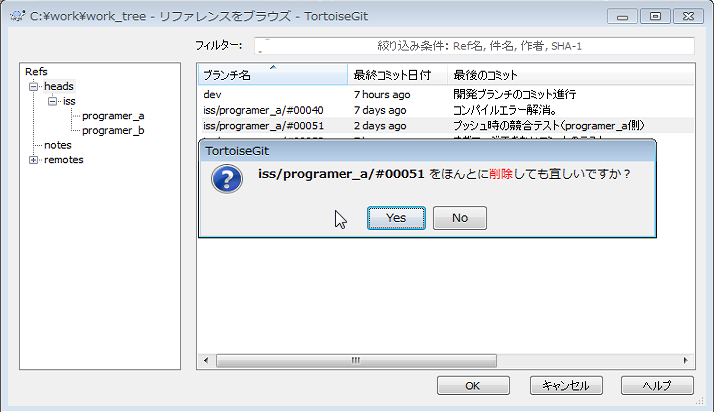 C:¥work¥work_tree - リファレンスをブラウズ - TortoiseGit
フィルター:
絞り込み条件: Ref名, 件名, 作者, SHA-1
Refs
heads
iss
programer_a
programer_b
notes
remotes
ブランチ名 最終コミット日付 最後のコミット
dev 7 hours ago 開発ブランチのコミット進行
iss/programer_a/#00040 7 days ago コンパイルエラー解消。
iss/programer_a/#00051 2 days ago プッシュ時の競合テスト(programer_a側)
TortoiseGit
iss/programer_a/#00051 をほんとに削除しても宜しいですか？
Yes No
OK キャンセル ヘルプ